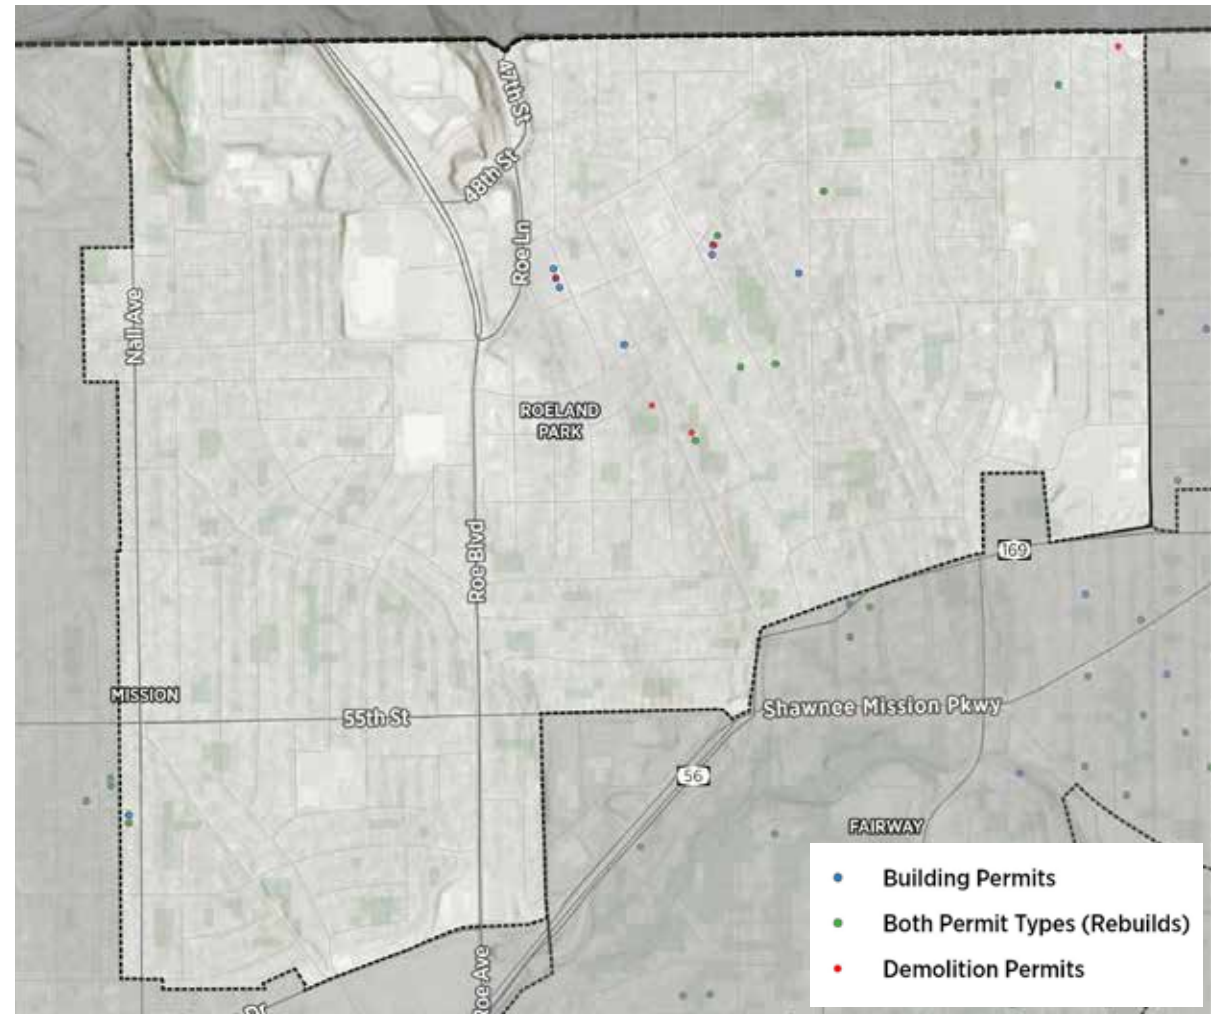 47th St
48th St
Roe Ln
Nall Ave
ROELAND
PARK
Roe Blvd
169
MISSION
55th St
Shawnee Mission Pkwy
56
FAIRWAY
Building Permits
Both Permit Types (Rebuilds)
Demolition Permits
Roe Ave
Dr